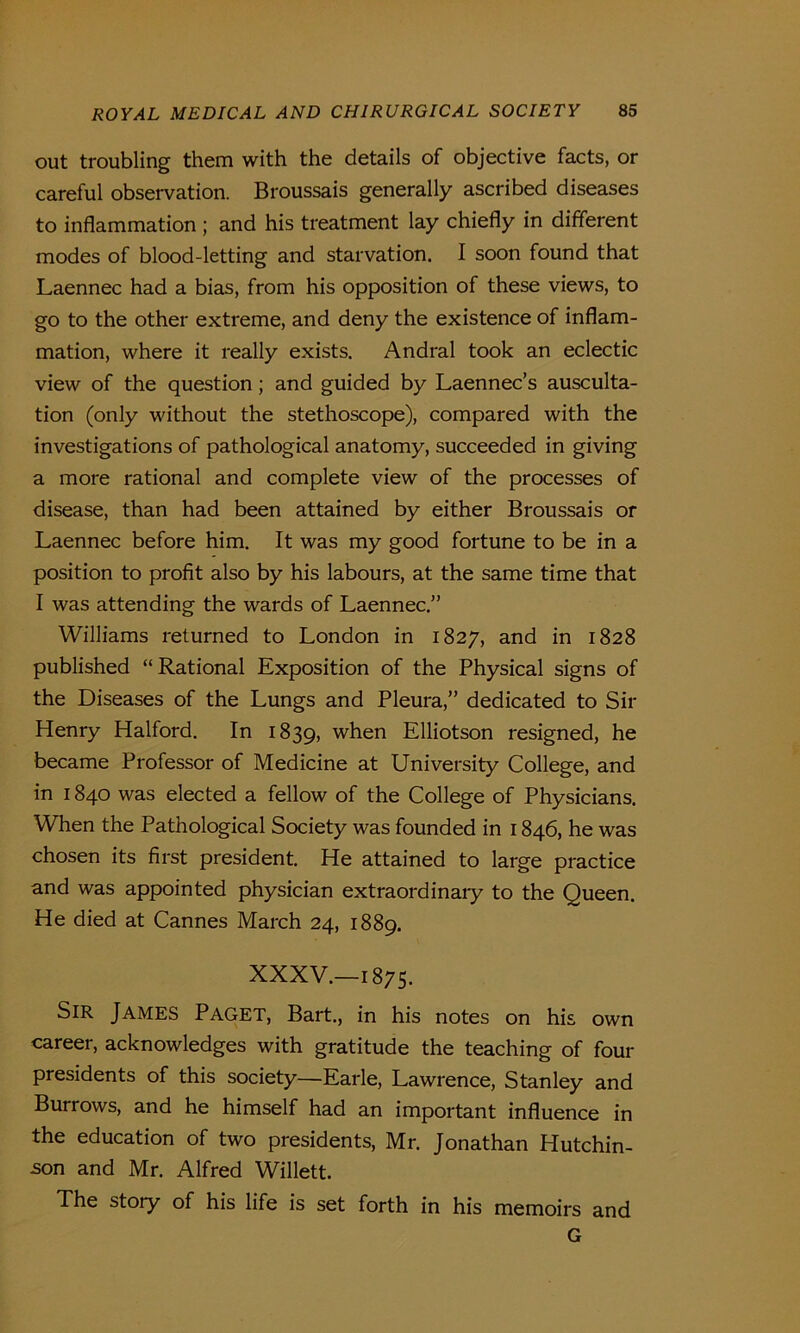 ROYAL MEDICAL AND CHIRURGICAL SOCIETY 85
out troubling them with the details of objective facts, or
careful observation. Broussais generally ascribed diseases
to inflammation ; and his treatment lay chiefly in different
modes of blood-letting and starvation. I soon found that
Laennec had a bias, from his opposition of these views, to
go to the other extreme, and deny the existence of inflam-
mation, where it really exists. Andral took an eclectic
view of the question ; and guided by Laennec's ausculta-
tion (only without the stethoscope), compared with the
investigations of pathological anatomy, succeeded in giving
a more rational and complete view of the processes of
disease, than had been attained by either Broussais or
Laennec before him. It was my good fortune to be in a
position to profit also by his labours, at the same time that
I was attending the wards of Laennec.”
Williams returned to London in 1827, and in 1828
published “Rational Exposition of the Physical signs of
the Diseases of the Lungs and Pleura,” dedicated to Sir
Henry Halford. In 1839, when Elliotson resigned, he
became Professor of Medicine at University College, and
in 1840 was elected a fellow of the College of Physicians.
When the Pathological Society was founded in 1846, he was
chosen its first president. He attained to large practice
and was appointed physician extraordinary to the Queen.
He died at Cannes March 24, 1889.
XXXV.—1875.
SIR JAMES PAGET, Bart., in his notes on his own
career, acknowledges with gratitude the teaching of four
presidents of this society—Earle, Lawrence, Stanley and
Burrows, and he himself had an important influence in
the education of two presidents, Mr. Jonathan Hutchin-
son and Mr. Alfred Willett.
The story of his life is set forth in his memoirs and
G